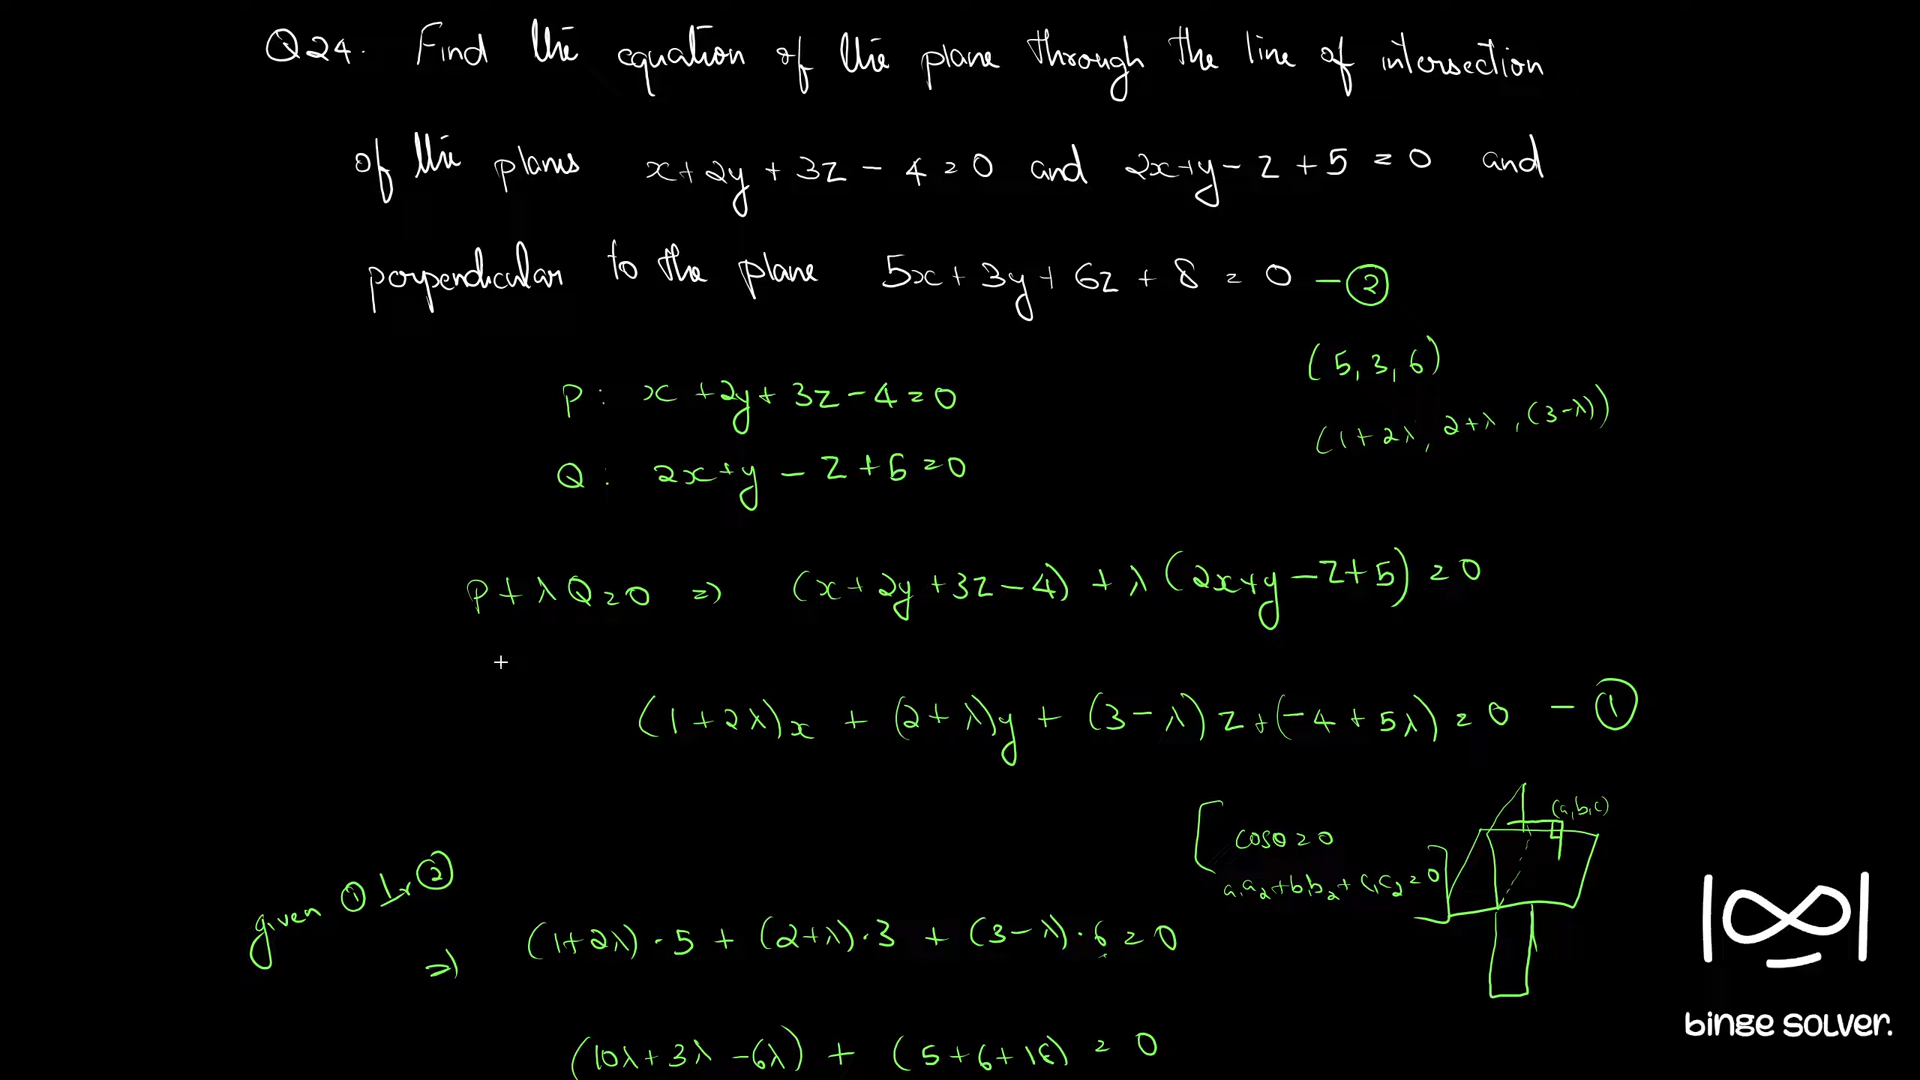 Q24. Find the equation of the plane through the line of intersection
of the planes x+2y+3z-4=0 and 2x+y-z+5=0 and
perpendicular to the plane 5x+3y+6z+8=0 -②
(5,3,6)
(1+2λ, 2+λ, (3-λ))
P: x+2y+3z-4=0
Q: 2x+y-z+5=0
P+λQ=0 ⇒ (x+2y+3z-4)+λ(2x+y-z+5)=0
(1+2λ)x + (2+λ)y + (3-λ)z+(-4+5λ)=0 -①
(a,b,c)
[cosθ=0
a₁a₂+b₁b₂+c₁c₂=0]
given ① ⊥r ②
⇒ (1+2λ)·5 + (2+λ)·3 + (3-λ)·6=0
(10λ+3λ-6λ) + (5+6+18) = 0
binge solver.